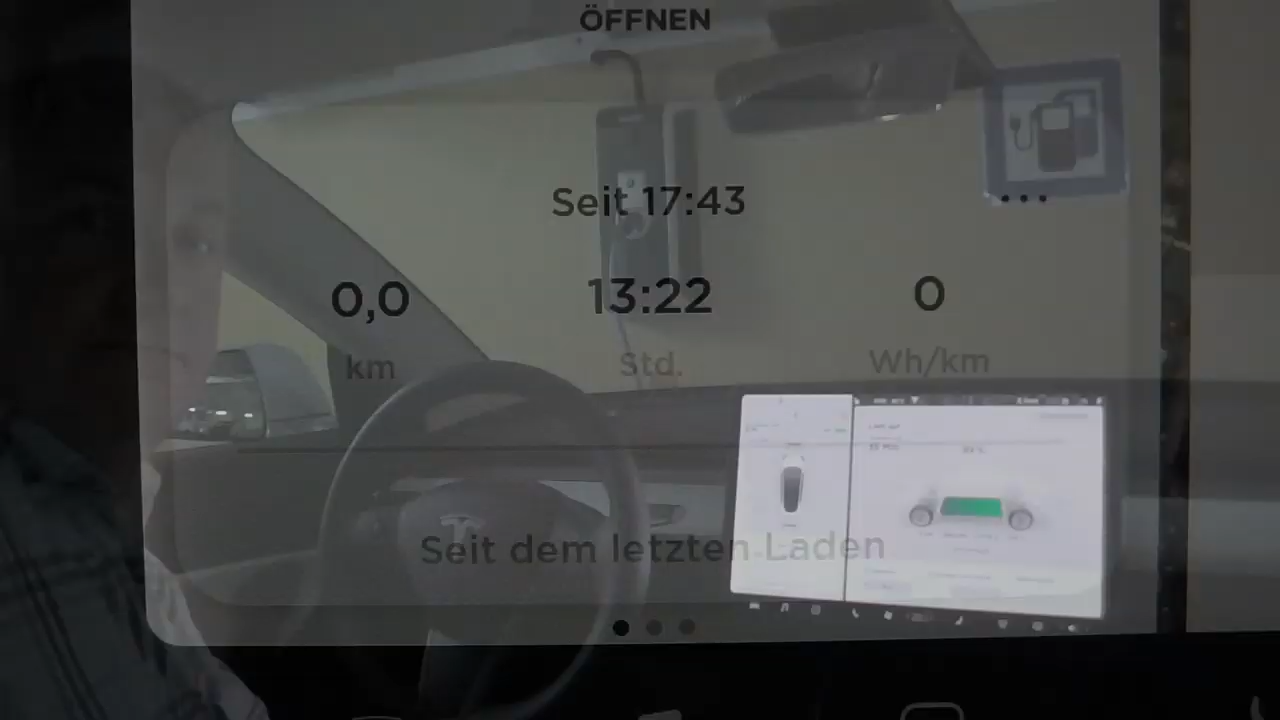 ÖFFNEN
Seit 17:43
0,0 13:22 0
km Std. Wh/km
Seit dem letzten Laden